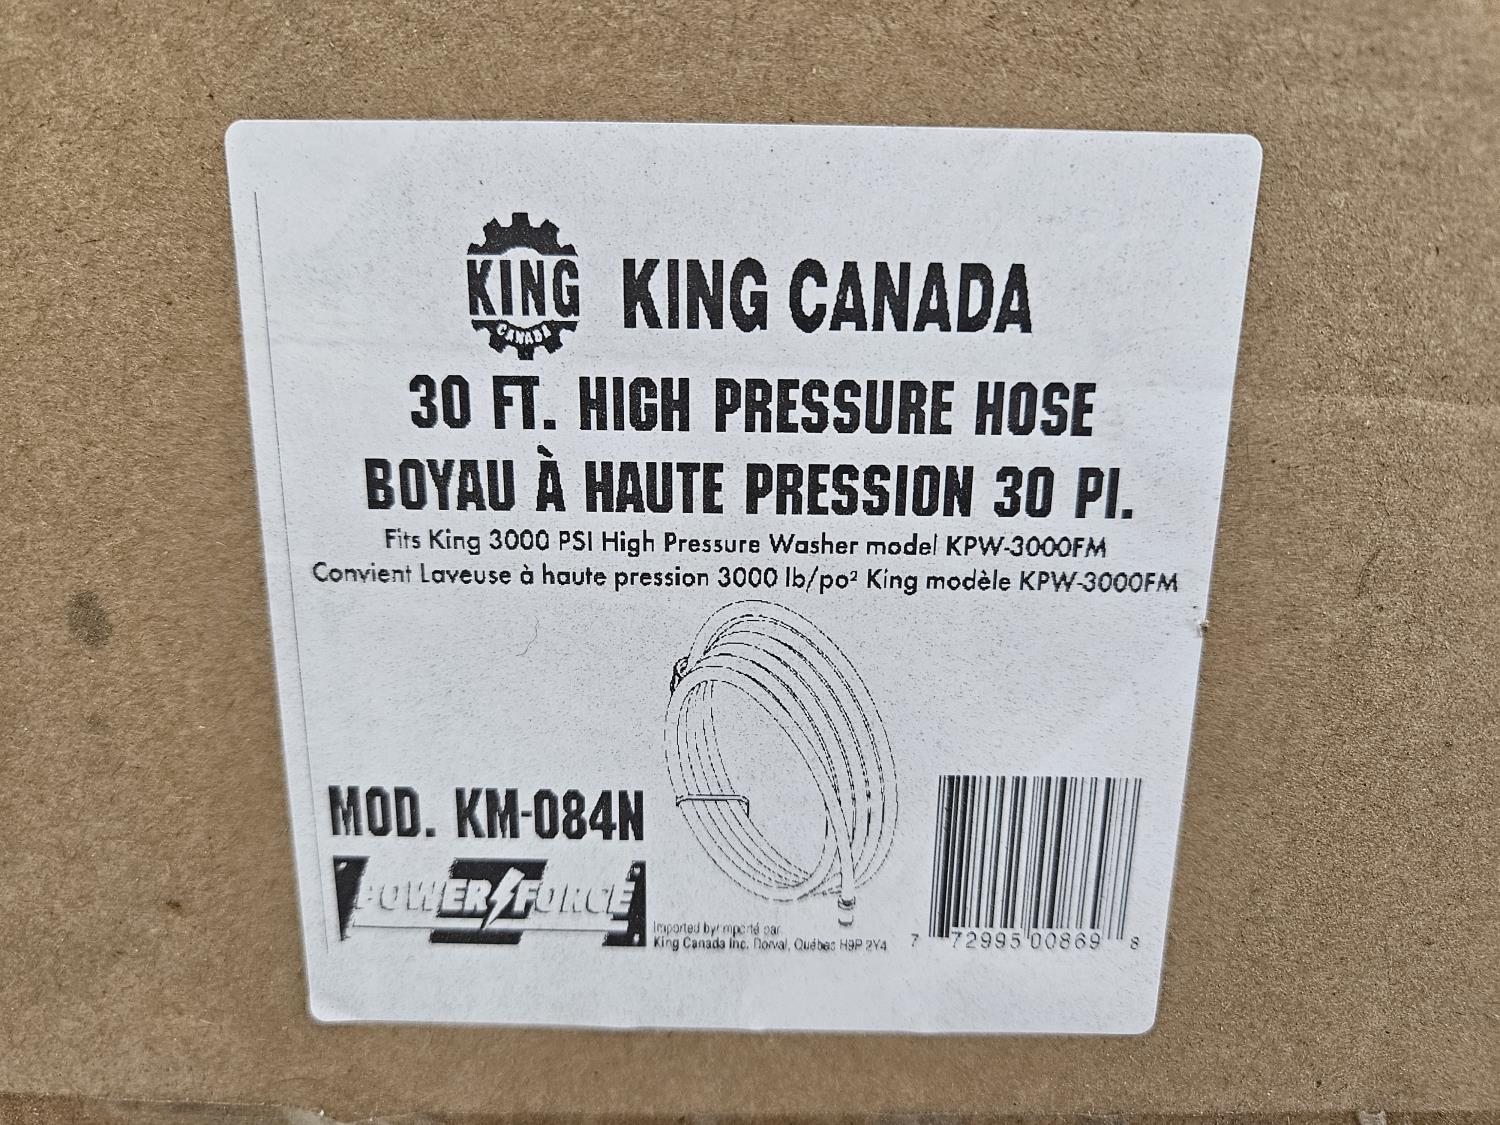 KING
CANADA
KING CANADA
30 FT. HIGH PRESSURE HOSE
BOYAU À HAUTE PRESSION 30 PI.
Fits King 3000 PSI High Pressure Washer model KPW-3000FM
Convient Laveuse à haute pression 3000 lb/po² King modèle KPW-3000FM
MOD. KM-084N
POWER FORCE
Imported by/importé par
King Canada Inc. Dorval, Québec H9P 2Y4
7 72995 00869 8